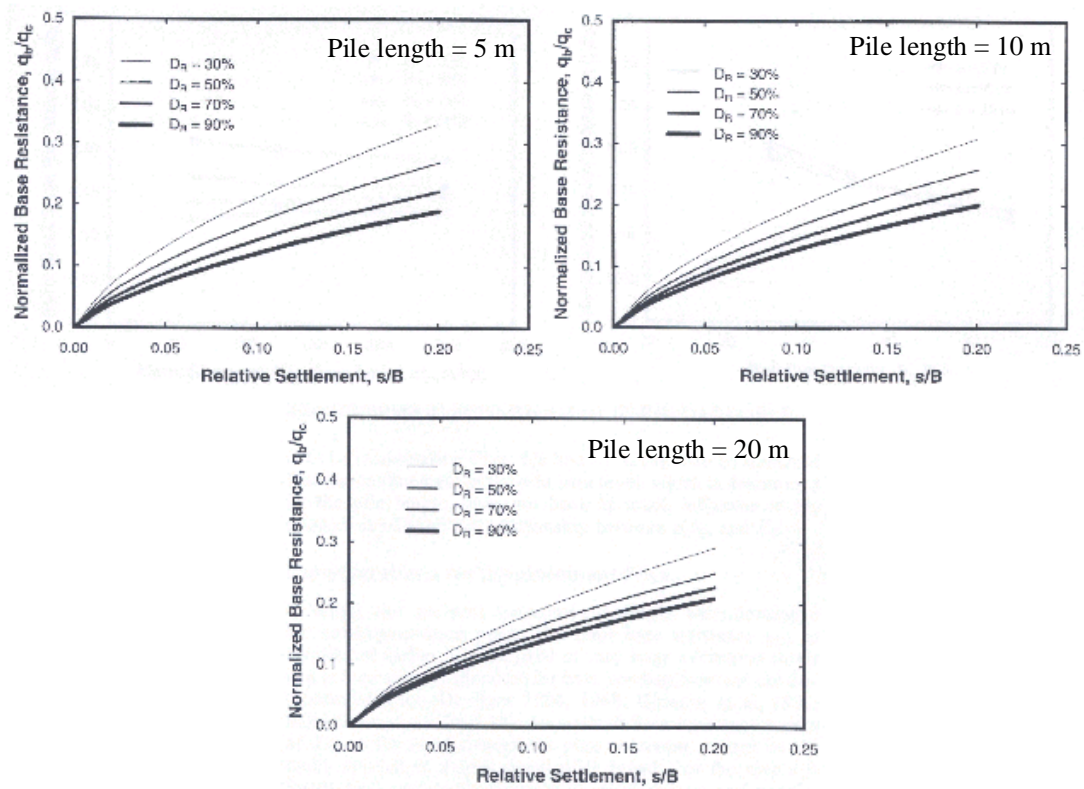 Pile length = 5 m
Normalized Base Resistance, qb/qc
DR = 30%
DR = 50%
DR = 70%
DR = 90%
0.5
0.4
0.3
0.2
0.1
0.0
0.00 0.05 0.10 0.15 0.20 0.25
Relative Settlement, s/B
Pile length = 10 m
Normalized Base Resistance, qb/qc
DR = 30%
DR = 50%
DR = 70%
DR = 90%
0.5
0.4
0.3
0.2
0.1
0.0
0.00 0.05 0.10 0.15 0.20 0.25
Relative Settlement, s/B
Pile length = 20 m
Normalized Base Resistance, qb/qc
DR = 30%
DR = 50%
DR = 70%
DR = 90%
0.5
0.4
0.3
0.2
0.1
0.0
0.00 0.05 0.10 0.15 0.20 0.25
Relative Settlement, s/B